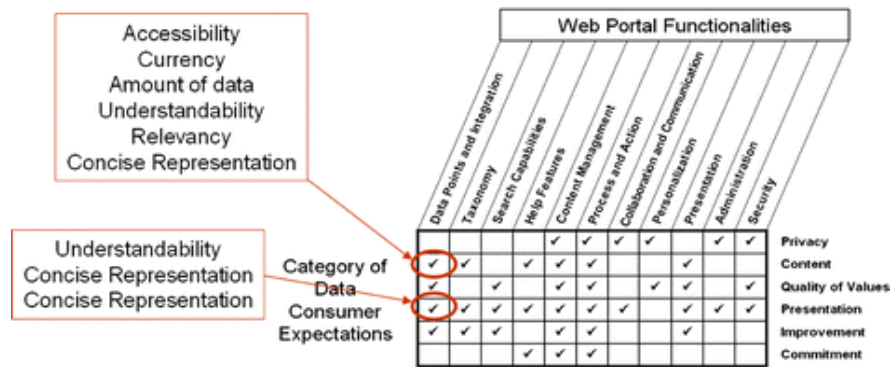 Web Portal Functionalities
Accessibility
Currency
Amount of data
Understandability
Relevancy
Concise Representation
Understandability
Concise Representation
Concise Representation
Category of
Data
Consumer
Expectations
Data Points and Integration
Taxonomy
Search Capabilities
Help Features
Content Management
Process and Action
Collaboration and Communication
Personalization
Presentation
Administration
Security
✓ ✓ ✓ ✓ ✓ ✓ Privacy
✓ ✓ ✓ ✓ ✓ ✓ Content
✓ ✓ ✓ ✓ ✓ ✓ ✓ Quality of Values
✓ ✓ ✓ ✓ ✓ ✓ ✓ ✓ ✓ ✓ Presentation
✓ ✓ ✓ ✓ ✓ ✓ Improvement
✓ ✓ ✓ Commitment